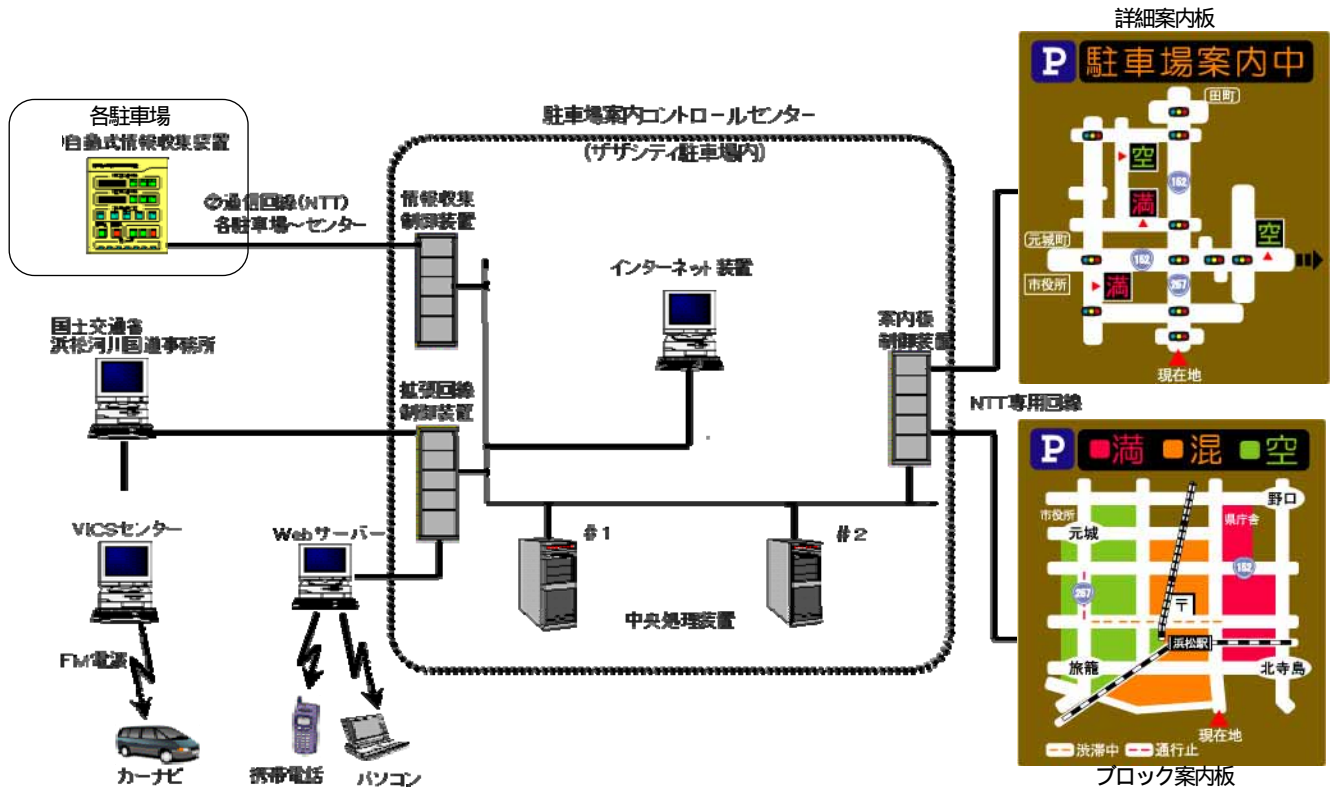 詳細案内板
P 駐車場案内中
田町
空
152
満
空
元城町
152
市役所
満
267
現在地
各駐車場
自動式情報収集装置
②通信回線(NTT)
各駐車場～センター
駐車場案内コントロールセンター
(ザザシティ駐車場内)
情報収集
制御装置
インターネット装置
案内板
制御装置
国土交通省
浜松河川国道事務所
拡張回線
制御装置
NTT専用回線
P ■満 ■混 ■空
野口
市役所
県庁舎
元城
152
267
〒
浜松駅
旅籠
北寺島
現在地
渋滞中 通行止
ブロック案内板
VICSセンター
Webサーバー
#1
#2
中央処理装置
FM電波
カーナビ
携帯電話
パソコン